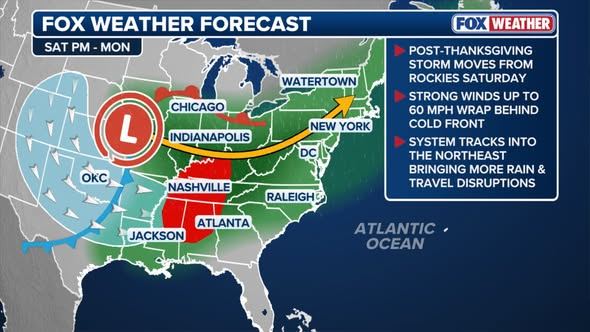 FOX WEATHER FORECAST
FOX WEATHER
SAT PM - MON
POST-THANKSGIVING
STORM MOVES FROM
ROCKIES SATURDAY
STRONG WINDS UP TO
60 MPH WRAP BEHIND
COLD FRONT
SYSTEM TRACKS INTO
THE NORTHEAST
BRINGING MORE RAIN &
TRAVEL DISRUPTIONS
WATERTOWN
CHICAGO
L
INDIANAPOLIS
NEW YORK
DC
OKC
NASHVILLE
RALEIGH
ATLANTA
JACKSON
ATLANTIC
OCEAN